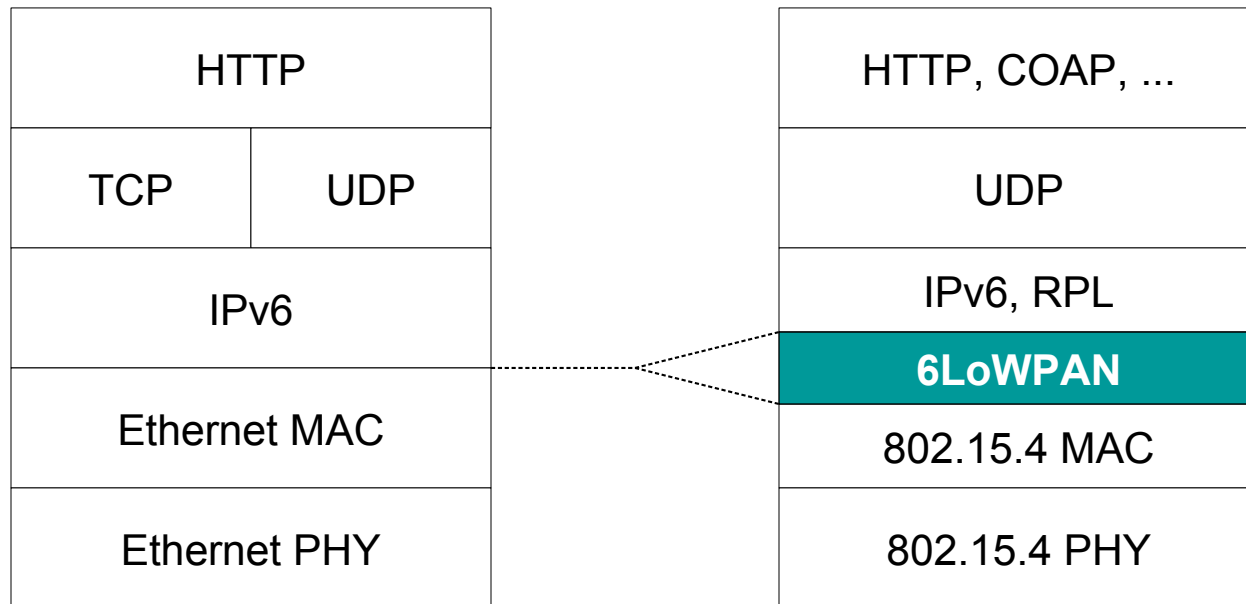 HTTP
TCP
UDP
IPv6
Ethernet MAC
Ethernet PHY
HTTP, COAP, ...
UDP
IPv6, RPL
6LoWPAN
802.15.4 MAC
802.15.4 PHY